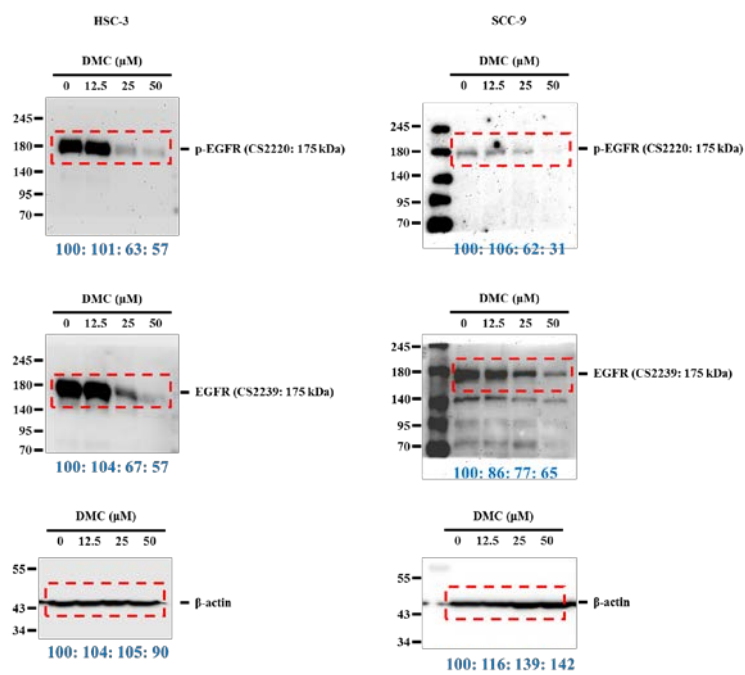 HSC-3
DMC (µM)
0 12.5 25 50
245
180
140
95
70
p-EGFR (CS2220: 175 kDa)
100: 101: 63: 57
DMC (µM)
0 12.5 25 50
245
180
140
95
70
EGFR (CS2239: 175 kDa)
100: 104: 67: 57
DMC (µM)
0 12.5 25 50
55
43
34
β-actin
100: 104: 105: 90
SCC-9
DMC (µM)
0 12.5 25 50
245
180
140
95
70
p-EGFR (CS2220: 175 kDa)
100: 106: 62: 31
DMC (µM)
0 12.5 25 50
245
180
140
95
70
EGFR (CS2239: 175 kDa)
100: 86: 77: 65
DMC (µM)
0 12.5 25 50
55
43
34
β-actin
100: 116: 139: 142